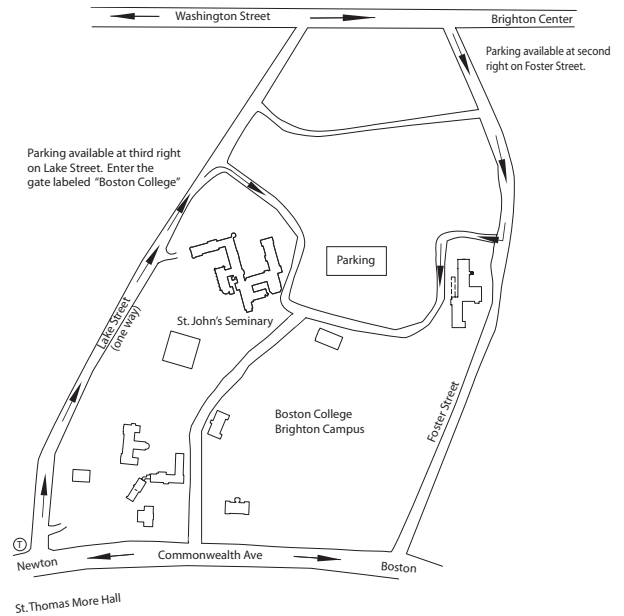 Washington Street
Brighton Center
Parking available at second
right on Foster Street.
Parking available at third right
on Lake Street. Enter the
gate labeled "Boston College"
Parking
St. John's Seminary
Lake Street
(one way)
Boston College
Brighton Campus
Foster Street
T
Newton
Commonwealth Ave
Boston
St. Thomas More Hall